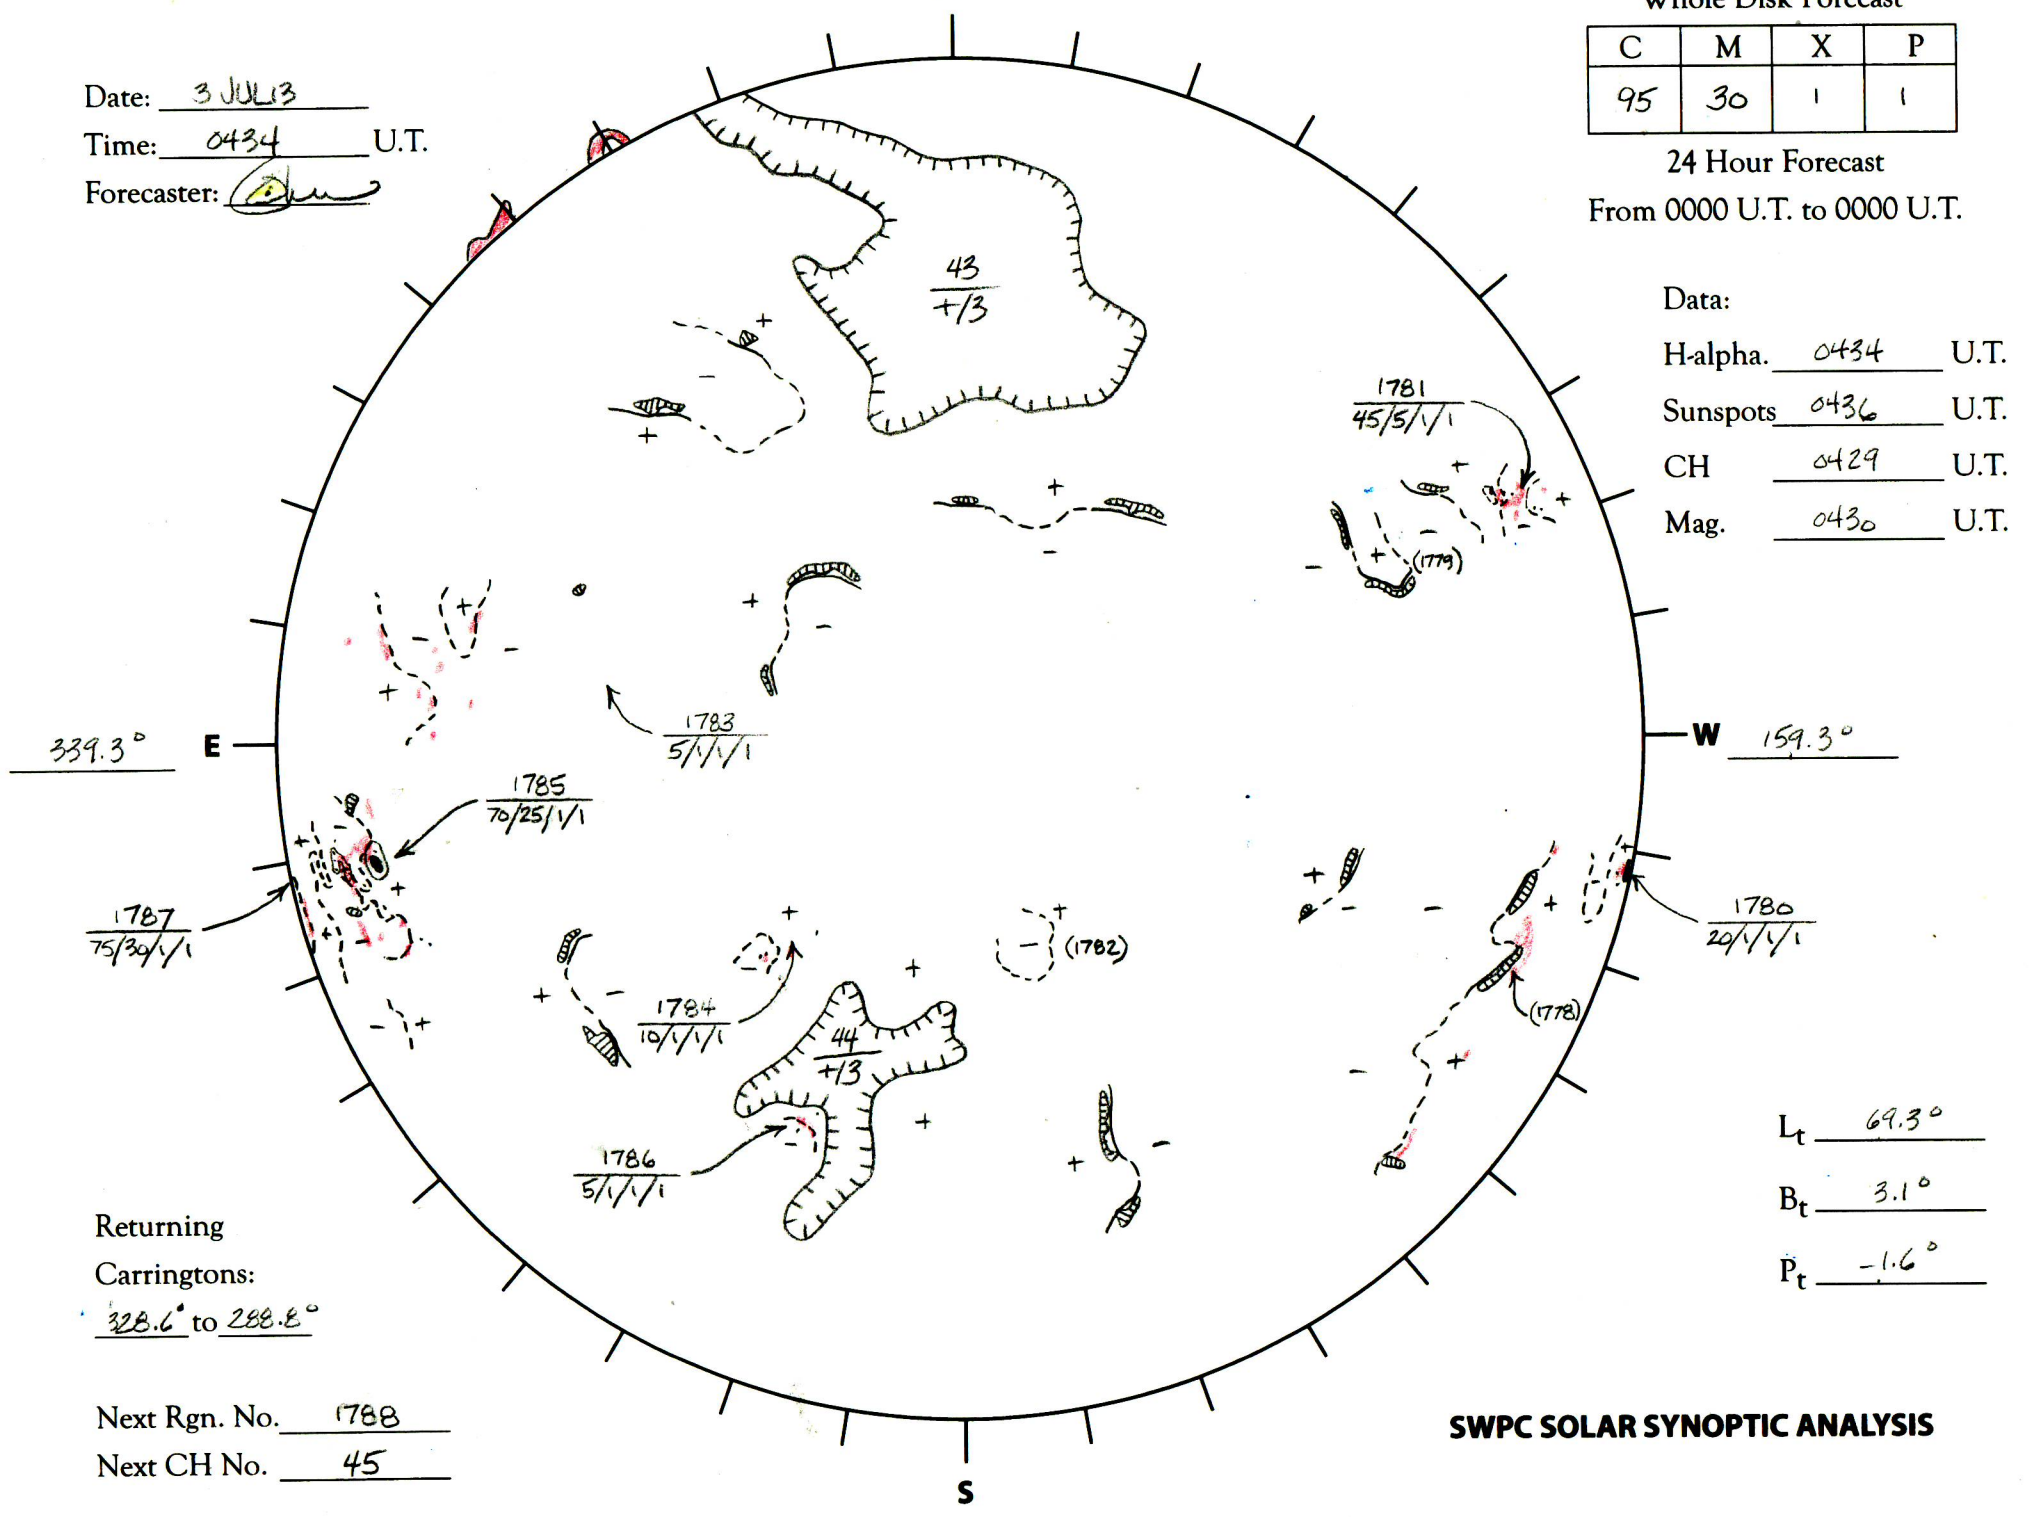 Whole Disk Forecast
C M X P
95 30 1 1
24 Hour Forecast
From 0000 U.T. to 0000 U.T.
Date: 3 JUL13
Time: 0434 U.T.
Forecaster:
Data:
H-alpha. 0434 U.T.
Sunspots 0436 U.T.
CH 0429 U.T.
Mag. 0430 U.T.
43
+/3
1781
45/5/1/1
(1779)
1783
5/1/1/1
339.3° E
W 159.3°
1785
70/25/1/1
1787
75/30/1/1
1780
20/1/1/1
(1782)
1784
10/1/1/1
(1778)
44
+/3
1786
5/1/1/1
Lt 69.3°
Bt 3.1°
Pt -1.6°
Returning
Carringtons:
328.6° to 288.8°
Next Rgn. No. 1788
Next CH No. 45
SWPC SOLAR SYNOPTIC ANALYSIS
S